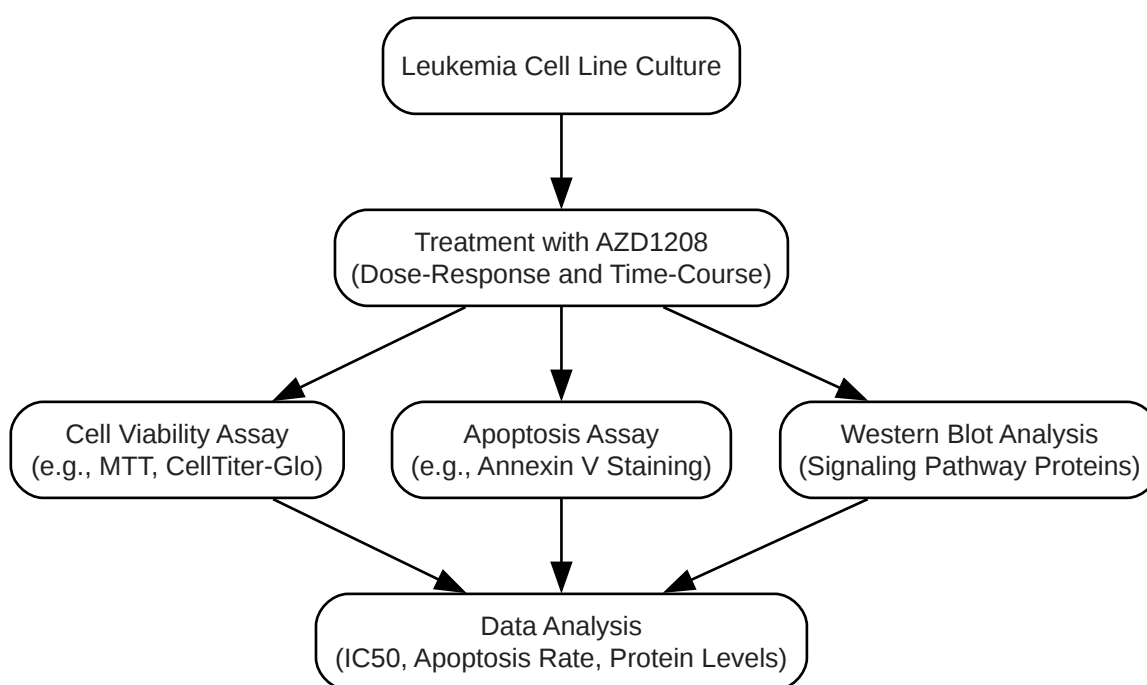 Leukemia Cell Line Culture
Treatment with AZD1208
(Dose-Response and Time-Course)
Cell Viability Assay
(e.g., MTT, CellTiter-Glo)
Apoptosis Assay
(e.g., Annexin V Staining)
Western Blot Analysis
(Signaling Pathway Proteins)
Data Analysis
(IC50, Apoptosis Rate, Protein Levels)